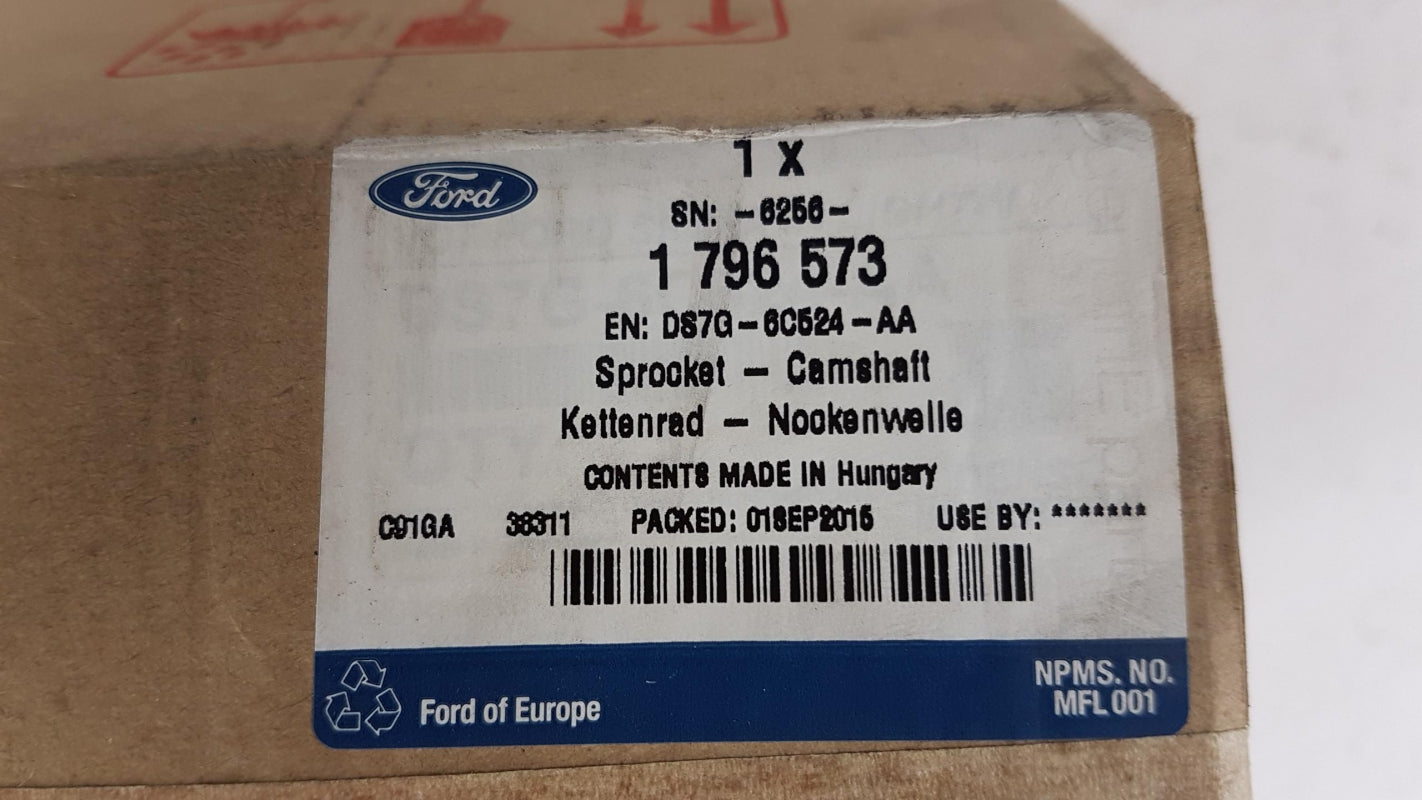 Ford
1 X
SN: -6256-
1 796 573
EN: DS7G-6C524-AA
Sprocket - Camshaft
Kettenrad - Nockenwelle
CONTENTS MADE IN Hungary
C91GA 38311 PACKED: 01SEP2015 USE BY: *******
Ford of Europe
NPMS. NO.
MFL 001